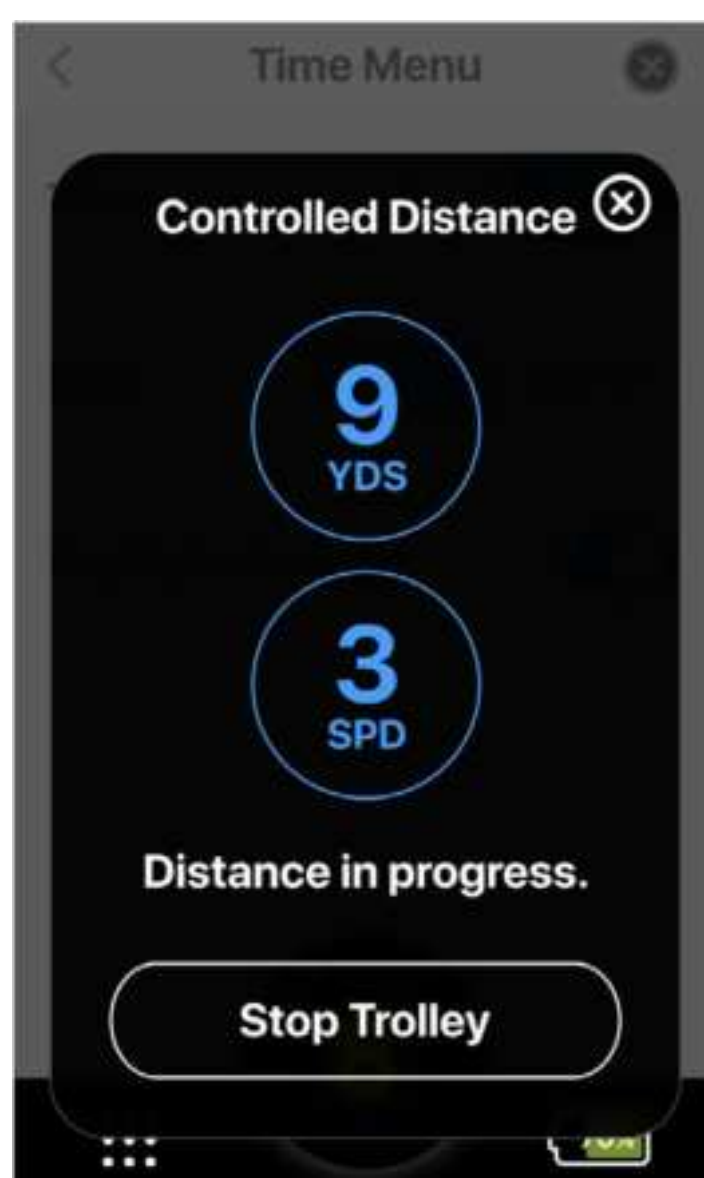 Time Menu
Controlled Distance
9
YDS
3
SPD
Distance in progress.
Stop Trolley